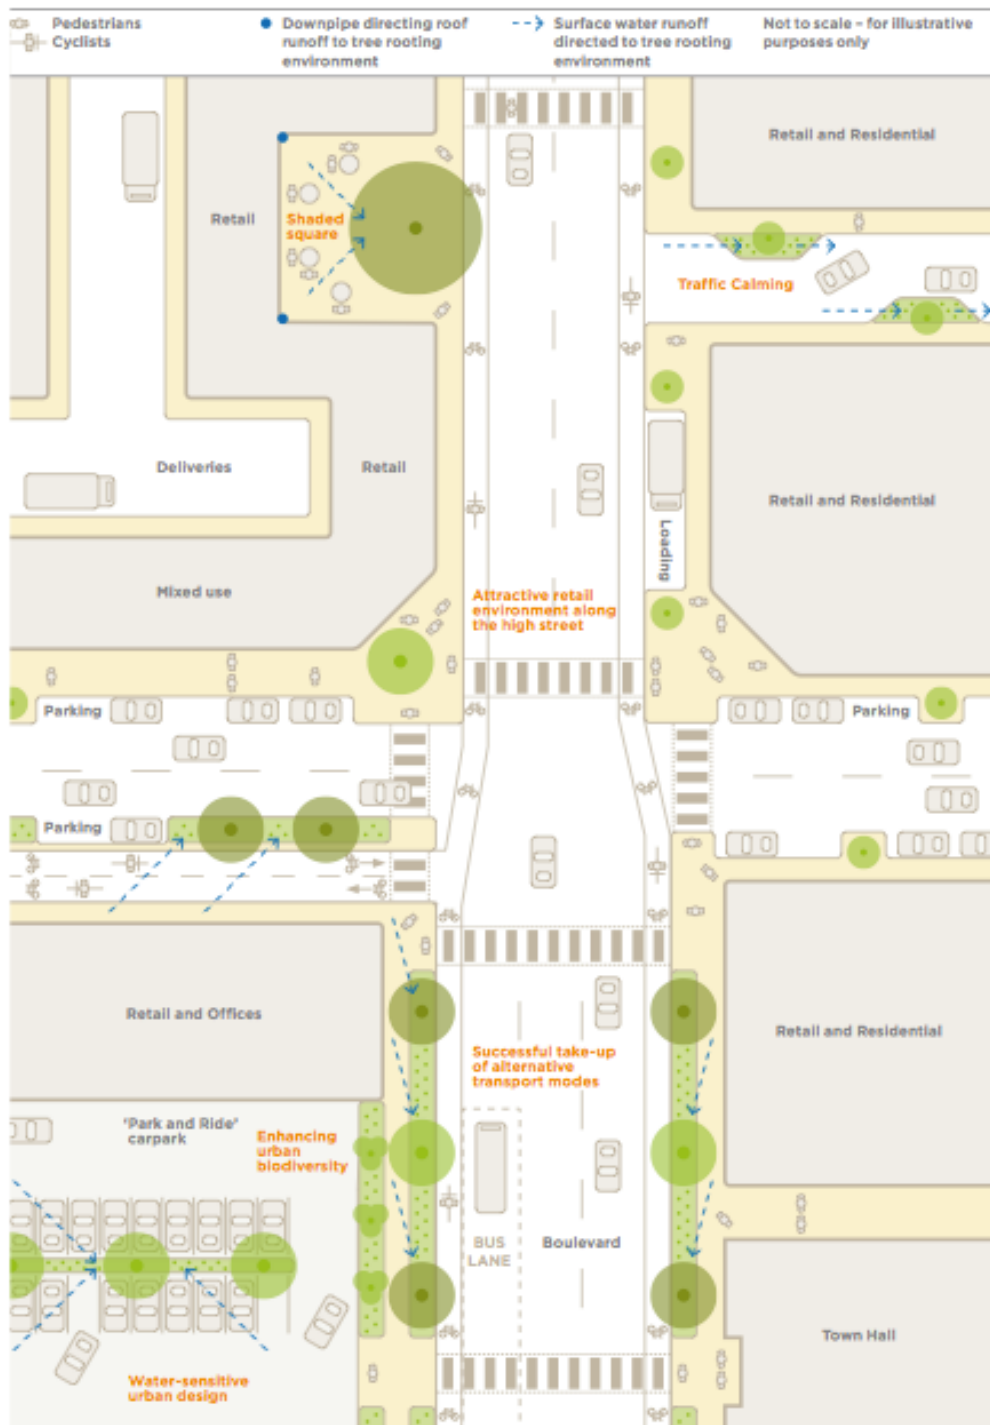 Pedestrians
Cyclists
Downpipe directing roof
runoff to tree rooting
environment
Surface water runoff
directed to tree rooting
environment
Not to scale – for illustrative
purposes only
Retail and Residential
Retail
Shaded
square
Traffic Calming
Deliveries
Retail
Retail and Residential
Loading
Mixed use
Attractive retail
environment along
the high street
Parking
Parking
Parking
Retail and Offices
Retail and Residential
Successful take-up
of alternative
transport modes
'Park and Ride'
carpark
Enhancing
urban
biodiversity
BUS
LANE
Boulevard
Town Hall
Water-sensitive
urban design